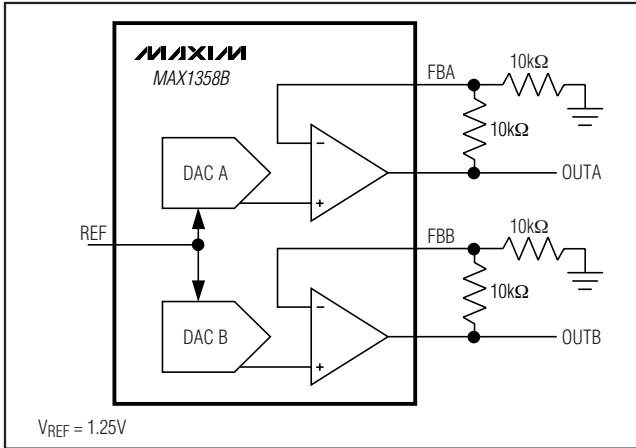 MAXIM
MAX1358B
FBA
10kΩ
10kΩ
DAC A
OUTA
REF
FBB
10kΩ
10kΩ
DAC B
OUTB
VREF = 1.25V